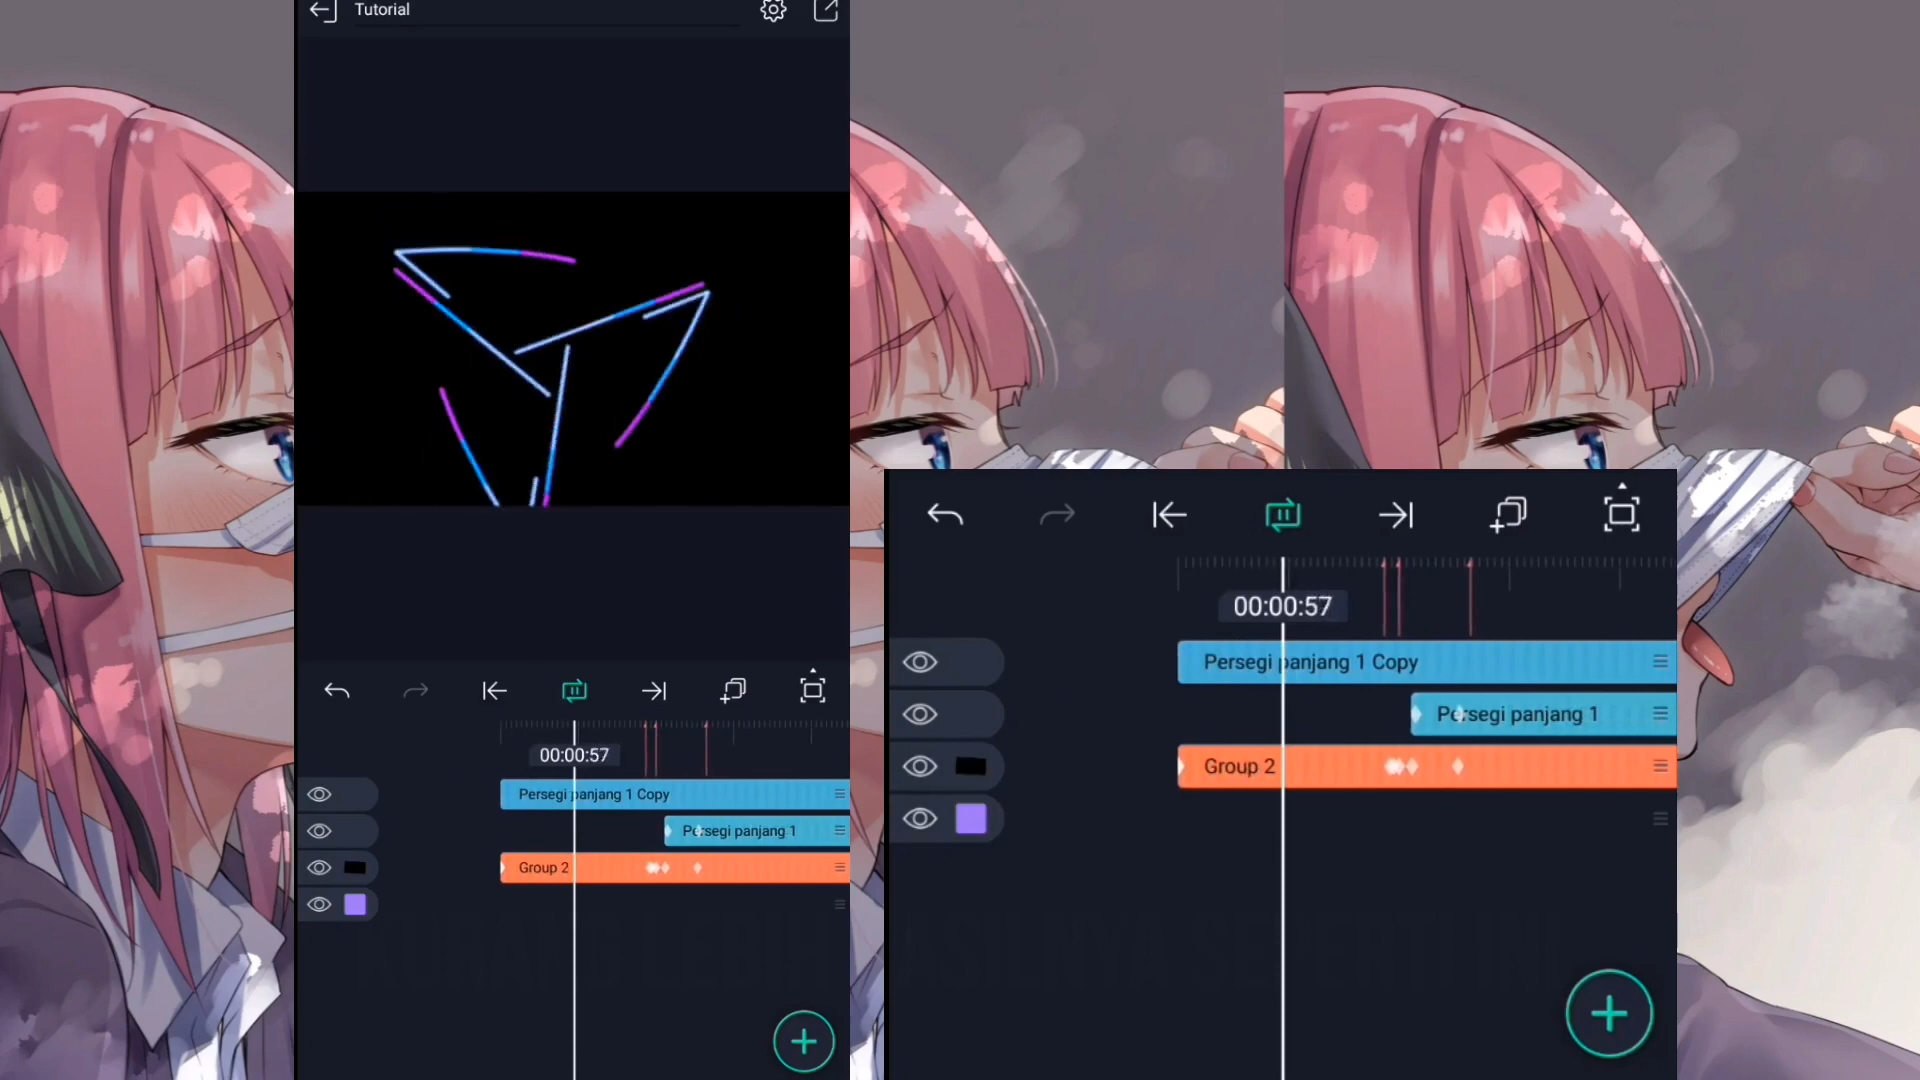 Tutorial
00:00:57
Persegi panjang 1 Copy
Persegi panjang 1
Group 2
00:00:57
Persegi panjang 1 Copy
Persegi panjang 1
Group 2